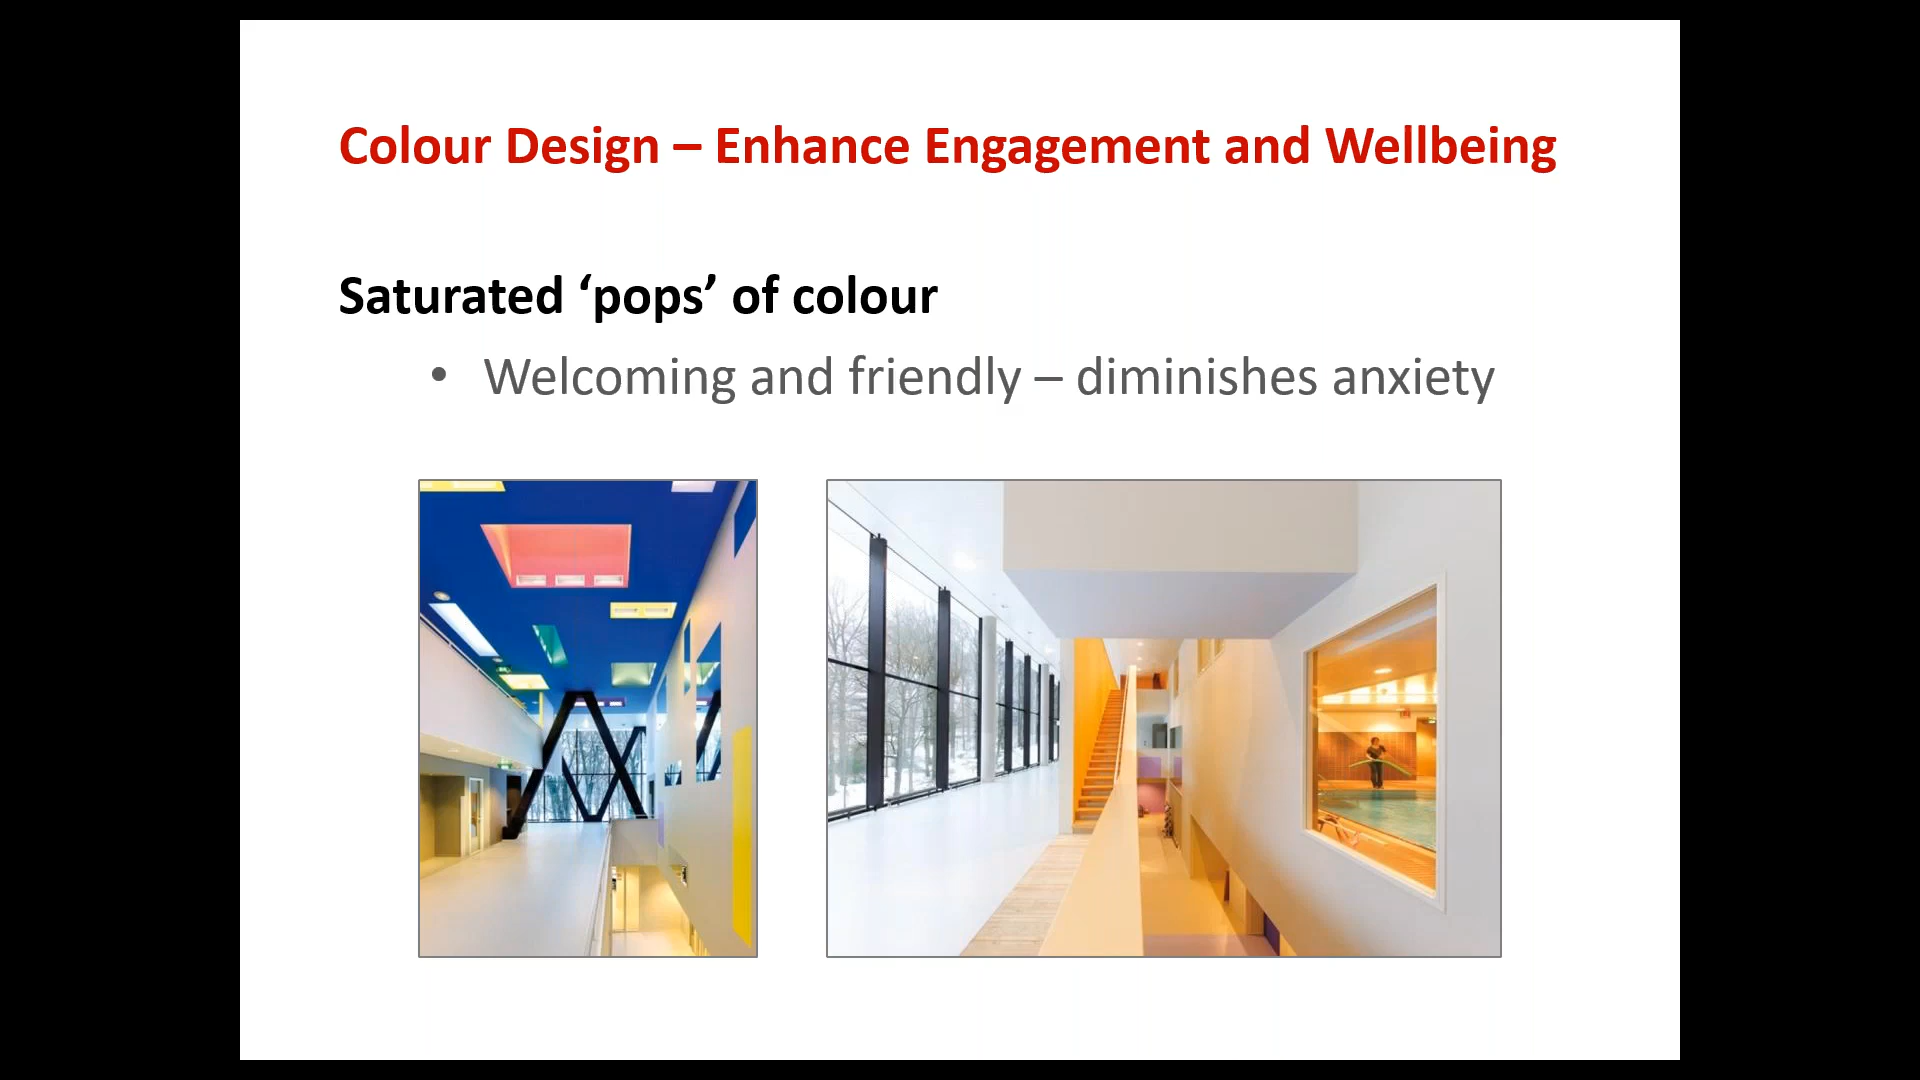 Colour Design – Enhance Engagement and Wellbeing
Saturated ‘pops’ of colour
• Welcoming and friendly – diminishes anxiety